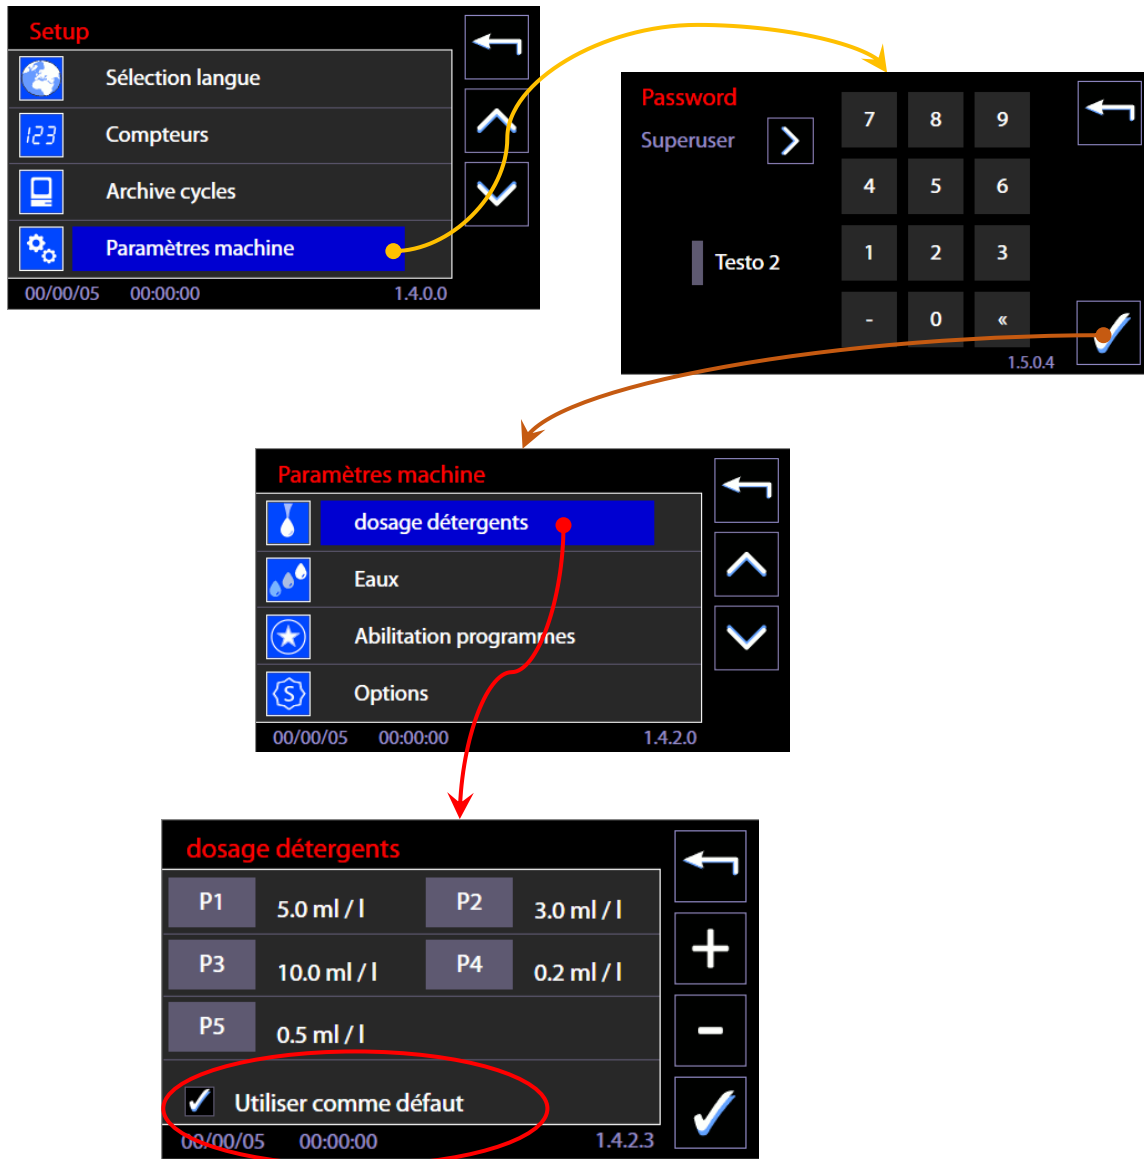 Setup
Sélection langue
123
Compteurs
Archive cycles
Paramètres machine
00/00/05 00:00:00 1.4.0.0
Password
Superuser
7 8 9
4 5 6
Testo 2
1 2 3
- 0 «
1.5.0.4
Paramètres machine
dosage détergents
Eaux
Abilitation programmes
S
Options
00/00/05 00:00:00 1.4.2.0
dosage détergents
P1 5.0 ml / l P2 3.0 ml / l
P3 10.0 ml / l P4 0.2 ml / l
P5 0.5 ml / l
Utiliser comme défaut
00/00/05 00:00:00 1.4.2.3